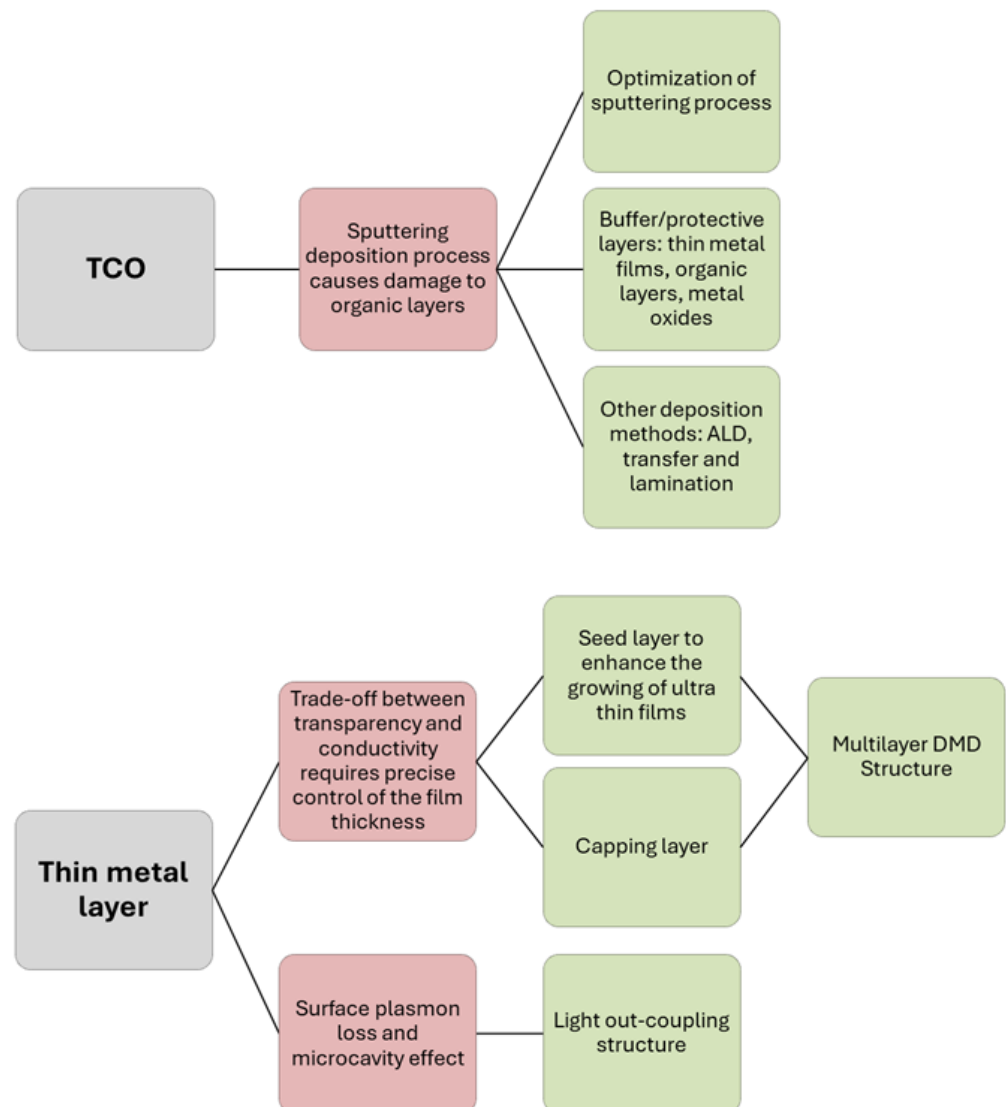 Optimization of
sputtering process
TCO
Sputtering
deposition process
causes damage to
organic layers
Buffer/protective
layers: thin metal
films, organic
layers, metal
oxides
Other deposition
methods: ALD,
transfer and
lamination
Thin metal
layer
Trade-off between
transparency and
conductivity
requires precise
control of the film
thickness
Seed layer to
enhance the
growing of ultra
thin films
Capping layer
Multilayer DMD
Structure
Surface plasmon
loss and
microcavity effect
Light out-coupling
structure